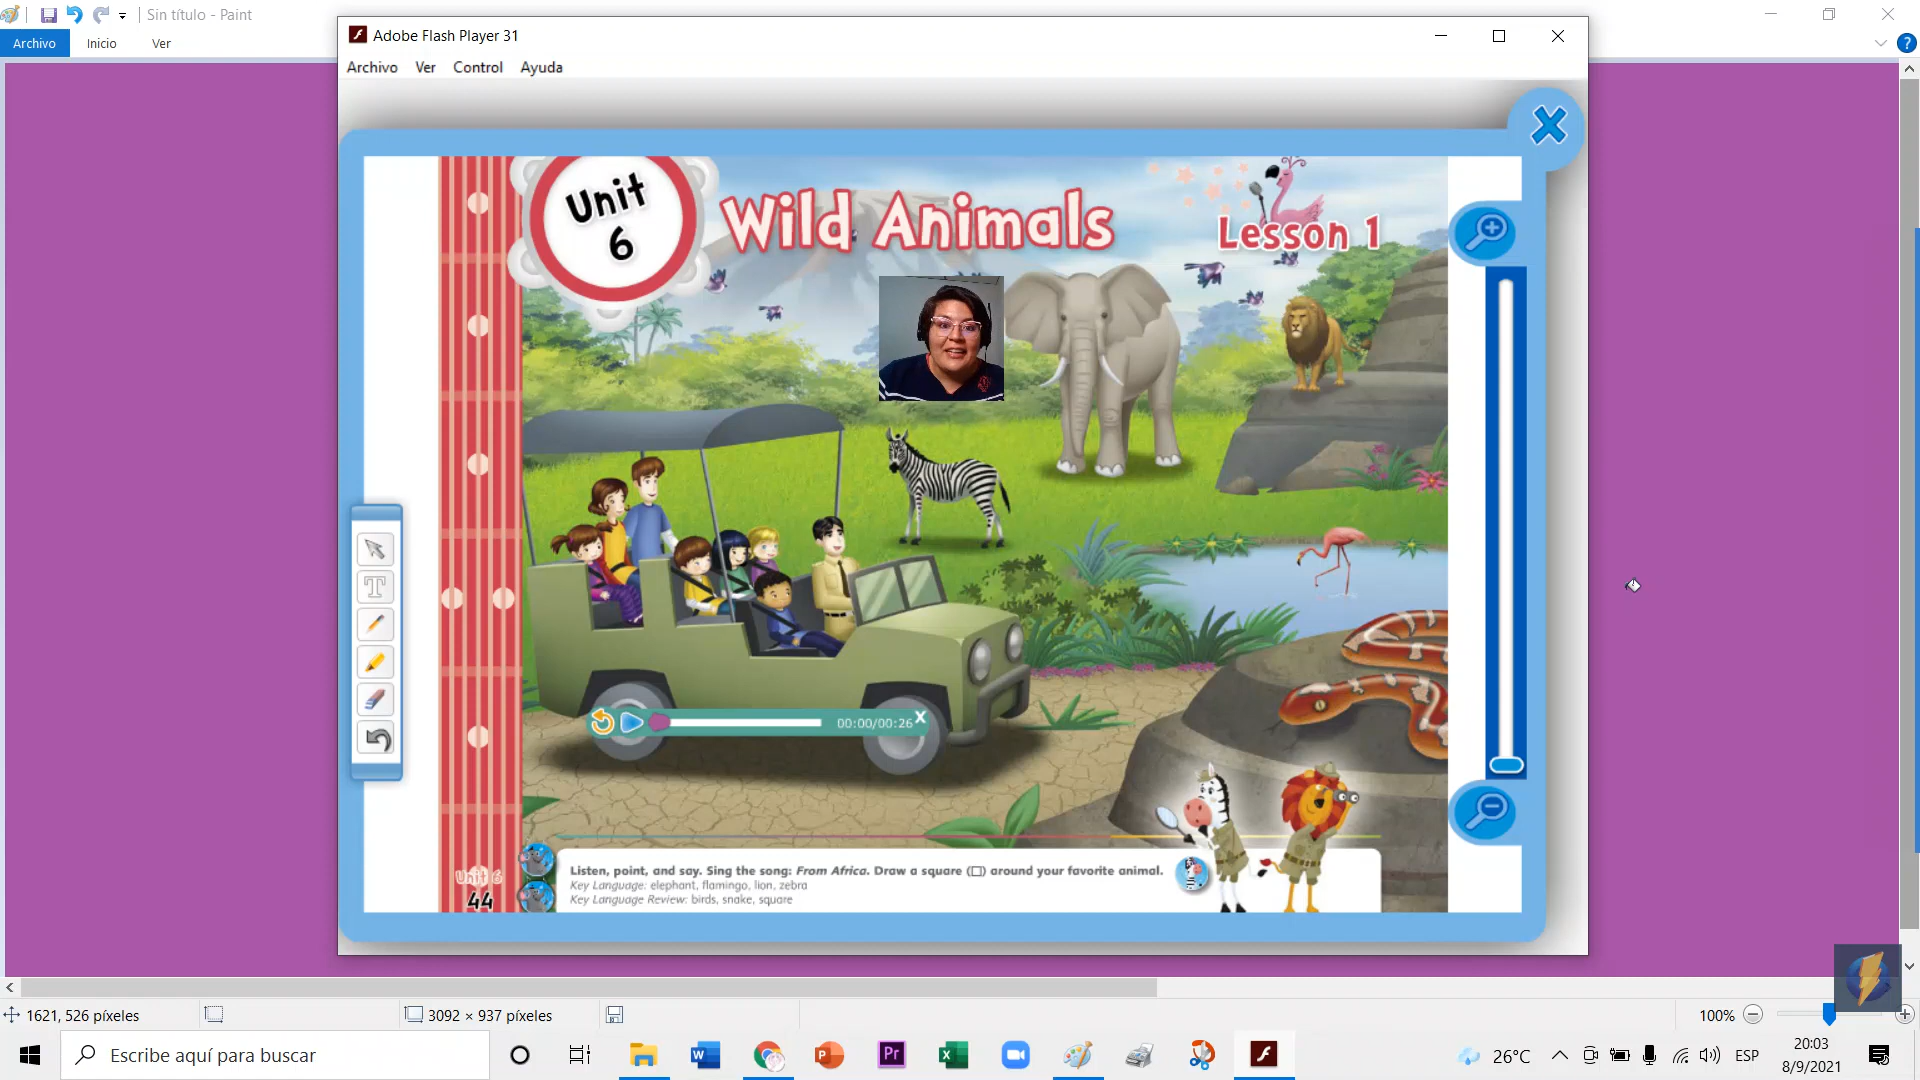 Sin título - Paint
Archivo
Inicio
Ver
?
Adobe Flash Player 31
Archivo
Ver
Control
Ayuda
Unit
6
Wild Animals
Lesson 1
T
00:00/00:26
X
Listen, point, and say. Sing the song: From Africa. Draw a square (□) around your favorite animal.
Key Language: elephant, flamingo, lion, zebra
Key Language Review: birds, snake, square
Unit 6
44
1621, 526 píxeles
3092 × 937 píxeles
100%
Escribe aquí para buscar
W
P
Pr
X
26°C
ESP
20:03
8/9/2021